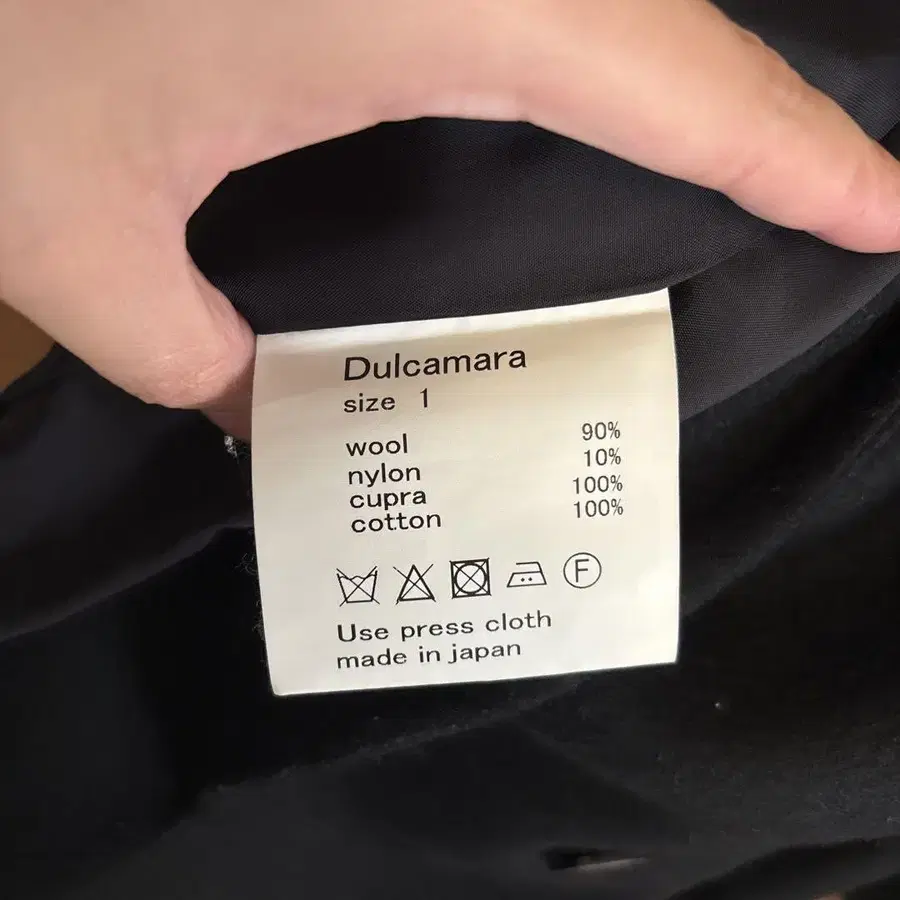 Dulcamara
size 1
wool 90%
nylon 10%
cupra 100%
cotton 100%
F
Use press cloth
made in japan